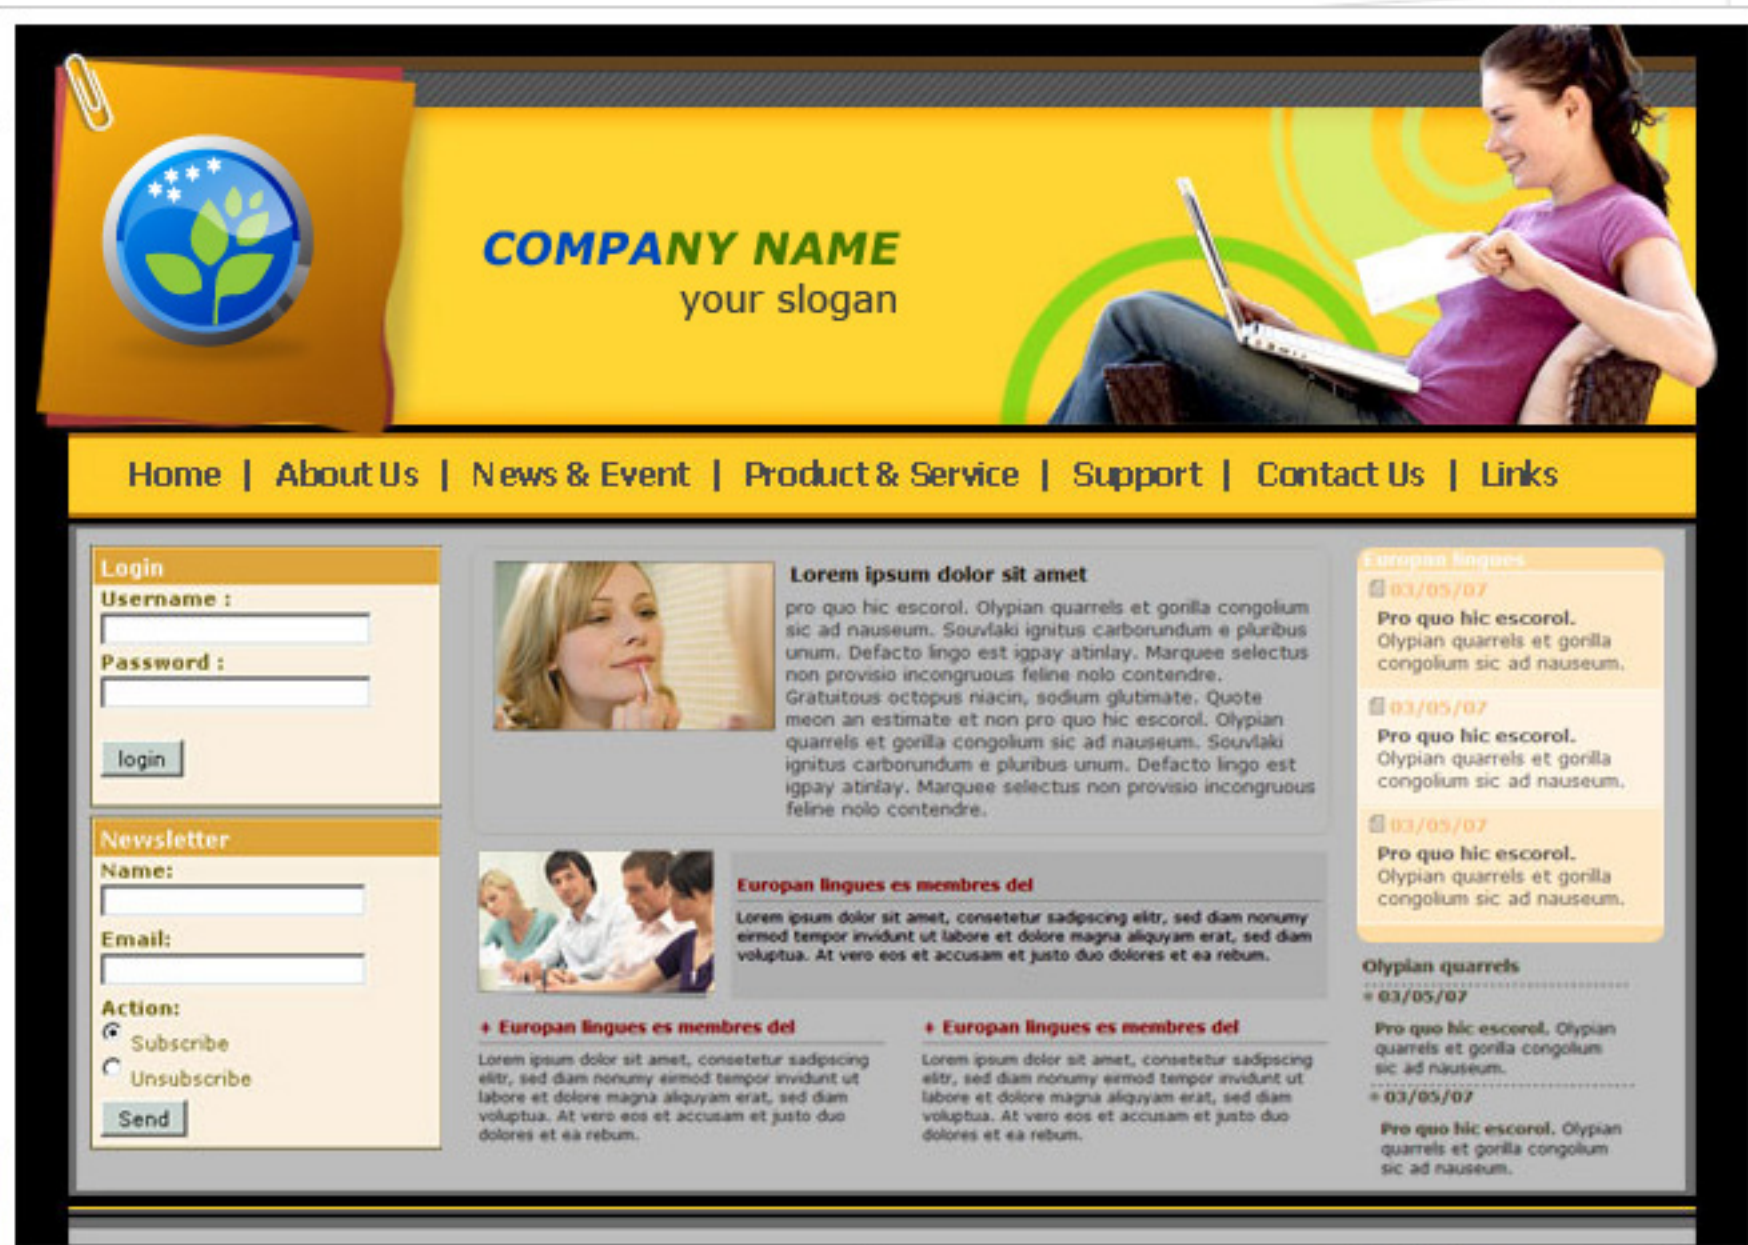 COMPANY NAME
your slogan
Home | About Us | News & Event | Product & Service | Support | Contact Us | Links
Login
Username :
Password :
login
Newsletter
Name:
Email:
Action:
Subscribe
Unsubscribe
Send
Lorem ipsum dolor sit amet
pro quo hic escorol. Olypian quarrels et gorilla congolium
sic ad nauseum. Souvlaki ignitus carborundum e pluribus
unum. Defacto lingo est igpay atinlay. Marquee selectus
non provisio incongruous feline nolo contendre.
Gratuitous octopus niacin, sodium glutimate. Quote
meon an estimate et non pro quo hic escorol. Olypian
quarrels et gorilla congolium sic ad nauseum. Souvlaki
ignitus carborundum e pluribus unum. Defacto lingo est
igpay atinlay. Marquee selectus non provisio incongruous
feline nolo contendre.
Europan lingues es membres del
Lorem ipsum dolor sit amet, consetetur sadipscing elitr, sed diam nonumy
eirmod tempor invidunt ut labore et dolore magna aliquyam erat, sed diam
voluptua. At vero eos et accusam et justo duo dolores et ea rebum.
+ Europan lingues es membres del
Lorem ipsum dolor sit amet, consetetur sadipscing
elitr, sed diam nonumy eirmod tempor invidunt ut
labore et dolore magna aliquyam erat, sed diam
voluptua. At vero eos et accusam et justo duo
dolores et ea rebum.
+ Europan lingues es membres del
Lorem ipsum dolor sit amet, consetetur sadipscing
elitr, sed diam nonumy eirmod tempor invidunt ut
labore et dolore magna aliquyam erat, sed diam
voluptua. At vero eos et accusam et justo duo
dolores et ea rebum.
Europan lingues
03/05/07
Pro quo hic escorol.
Olypian quarrels et gorilla
congolium sic ad nauseum.
03/05/07
Pro quo hic escorol.
Olypian quarrels et gorilla
congolium sic ad nauseum.
03/05/07
Pro quo hic escorol.
Olypian quarrels et gorilla
congolium sic ad nauseum.
Olypian quarrels
03/05/07
Pro quo hic escorol. Olypian
quarrels et gorilla congolium
sic ad nauseum.
03/05/07
Pro quo hic escorol. Olypian
quarrels et gorilla congolium
sic ad nauseum.